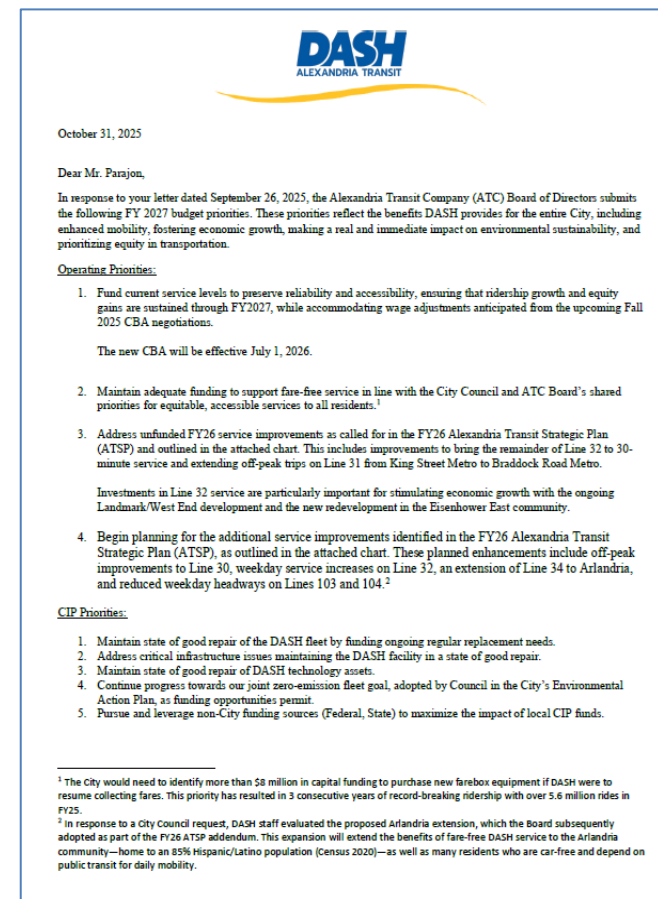 DASH
ALEXANDRIA TRANSIT
October 31, 2025
Dear Mr. Parajon,
In response to your letter dated September 26, 2025, the Alexandria Transit Company (ATC) Board of Directors submits
the following FY 2027 budget priorities. These priorities reflect the benefits DASH provides for the entire City, including
enhanced mobility, fostering economic growth, making a real and immediate impact on environmental sustainability, and
prioritizing equity in transportation.
Operating Priorities:
1. Fund current service levels to preserve reliability and accessibility, ensuring that ridership growth and equity
gains are sustained through FY2027, while accommodating wage adjustments anticipated from the upcoming Fall
2025 CBA negotiations.
The new CBA will be effective July 1, 2026.
2. Maintain adequate funding to support fare-free service in line with the City Council and ATC Board's shared
priorities for equitable, accessible services to all residents.1
3. Address unfunded FY26 service improvements as called for in the FY26 Alexandria Transit Strategic Plan
(ATSP) and outlined in the attached chart. This includes improvements to bring the remainder of Line 32 to 30-
minute service and extending off-peak trips on Line 31 from King Street Metro to Braddock Road Metro.
Investments in Line 32 service are particularly important for stimulating economic growth with the ongoing
Landmark/West End development and the new redevelopment in the Eisenhower East community.
4. Begin planning for the additional service improvements identified in the FY26 Alexandria Transit
Strategic Plan (ATSP), as outlined in the attached chart. These planned enhancements include off-peak
improvements to Line 30, weekday service increases on Line 32, an extension of Line 34 to Arlandria,
and reduced weekday headways on Lines 103 and 104.2
CIP Priorities:
1. Maintain state of good repair of the DASH fleet by funding ongoing regular replacement needs.
2. Address critical infrastructure issues maintaining the DASH facility in a state of good repair.
3. Maintain state of good repair of DASH technology assets.
4. Continue progress towards our joint zero-emission fleet goal, adopted by Council in the City's Environmental
Action Plan, as funding opportunities permit.
5. Pursue and leverage non-City funding sources (Federal, State) to maximize the impact of local CIP funds.
1 The City would need to identify more than $8 million in capital funding to purchase new farebox equipment if DASH were to
resume collecting fares. This priority has resulted in 3 consecutive years of record-breaking ridership with over 5.6 million rides in
FY25.
2 In response to a City Council request, DASH staff evaluated the proposed Arlandria extension, which the Board subsequently
adopted as part of the FY26 ATSP addendum. This expansion will extend the benefits of fare-free DASH service to the Arlandria
community—home to an 85% Hispanic/Latino population (Census 2020)—as well as many residents who are car-free and depend on
public transit for daily mobility.